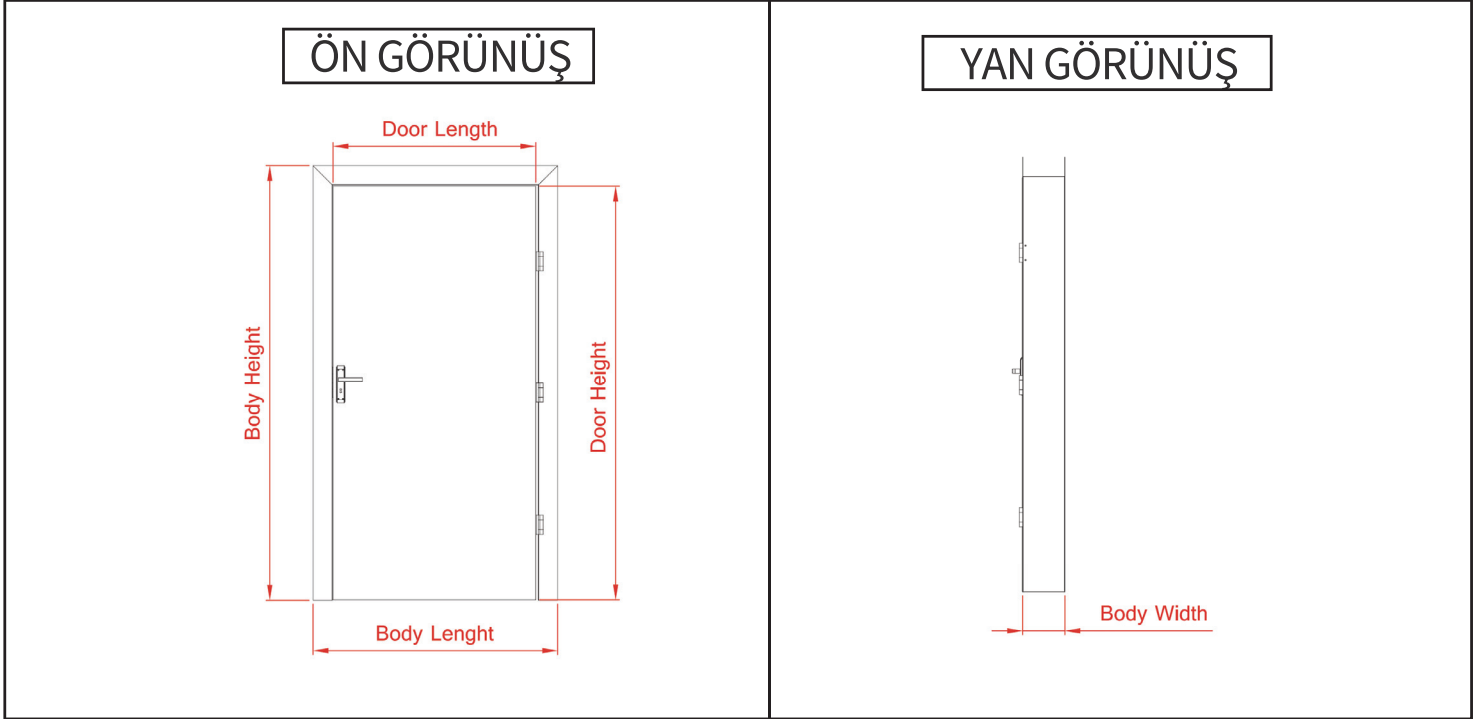 ÖN GÖRÜNÜŞ
Door Length
Body Height
Door Height
Body Lenght
YAN GÖRÜNÜŞ
Body Width